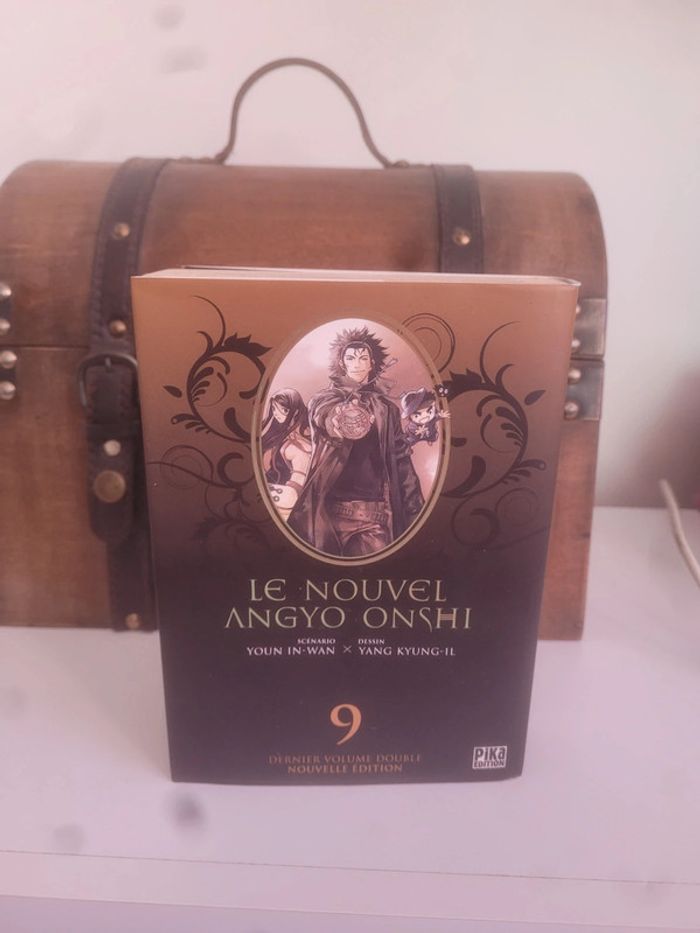 LE NOUVEL
ANGYO ONSHI
SCÉNARIO DESSIN
YOUN IN-WAN × YANG KYUNG-IL
9
DERNIER VOLUME DOUBLE
NOUVELLE ÉDITION
PIKA
ÉDITION